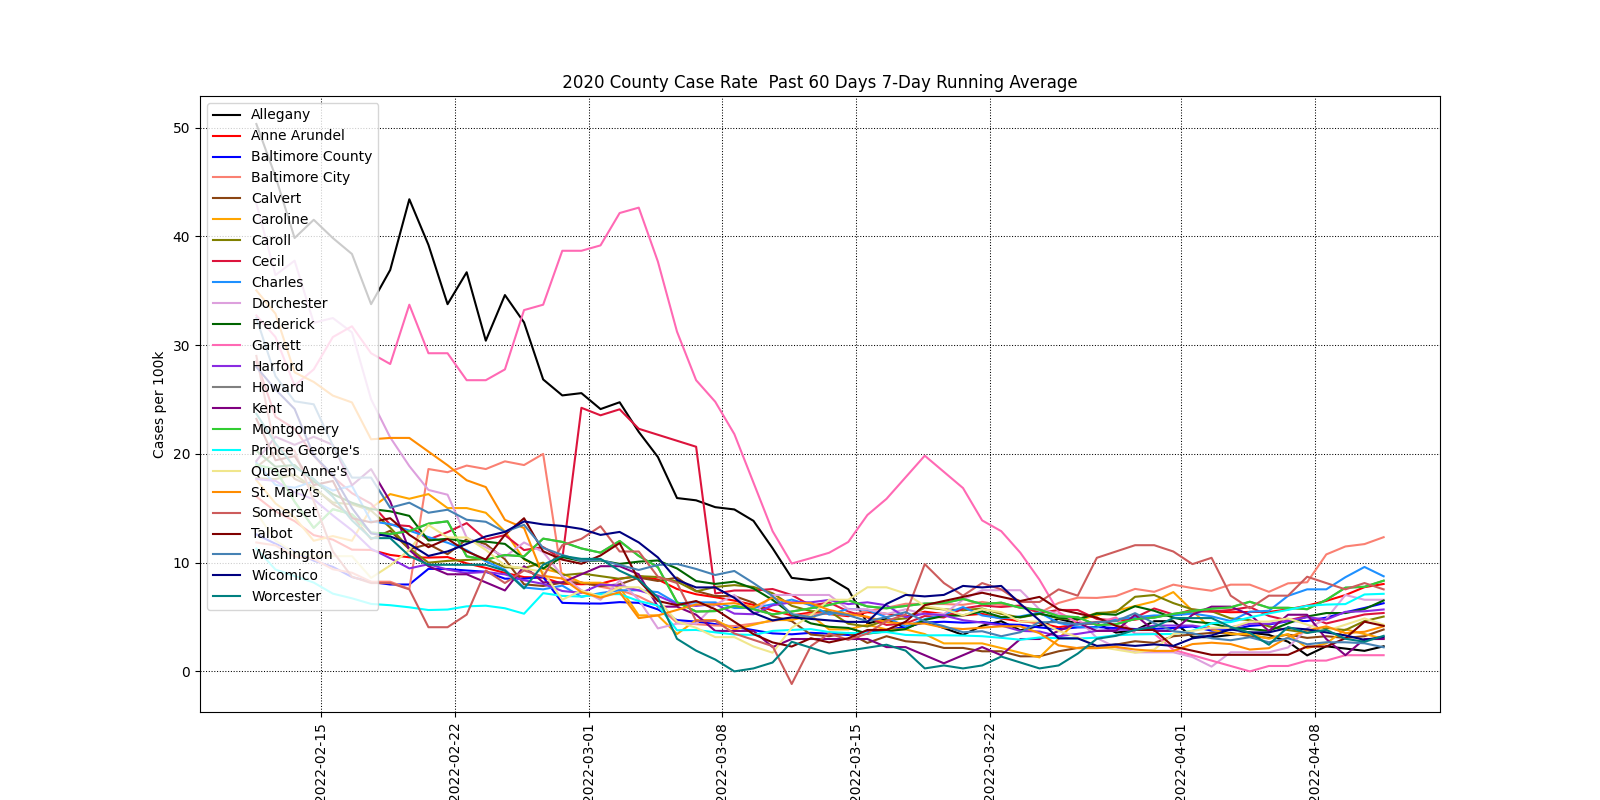 2020 County Case Rate  Past 60 Days 7-Day Running Average
Cases per 100k
50
40
30
20
10
0
Allegany
Anne Arundel
Baltimore County
Baltimore City
Calvert
Caroline
Caroll
Cecil
Charles
Dorchester
Frederick
Garrett
Harford
Howard
Kent
Montgomery
Prince George's
Queen Anne's
St. Mary's
Somerset
Talbot
Washington
Wicomico
Worcester
2022-02-15
2022-02-22
2022-03-01
2022-03-08
2022-03-15
2022-03-22
2022-04-01
2022-04-08